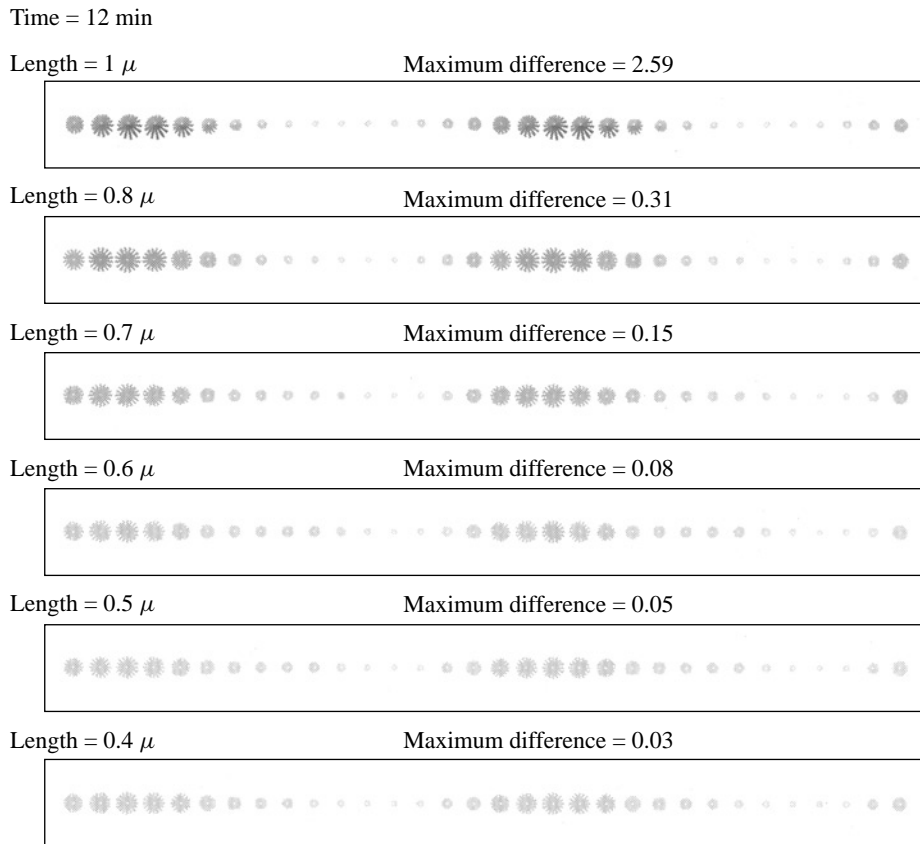 Time = 12 min
Length = 1 μ Maximum difference = 2.59
Length = 0.8 μ Maximum difference = 0.31
Length = 0.7 μ Maximum difference = 0.15
Length = 0.6 μ Maximum difference = 0.08
Length = 0.5 μ Maximum difference = 0.05
Length = 0.4 μ Maximum difference = 0.03